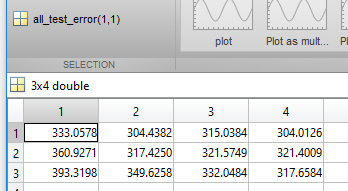 all_test_error(1,1)
plot
Plot as mult...
SELECTION
3x4 double
1 2 3 4
1 333.0578 304.4382 315.0384 304.0126
2 360.9271 317.4250 321.5749 321.4009
3 393.3198 349.6258 332.0484 317.6584